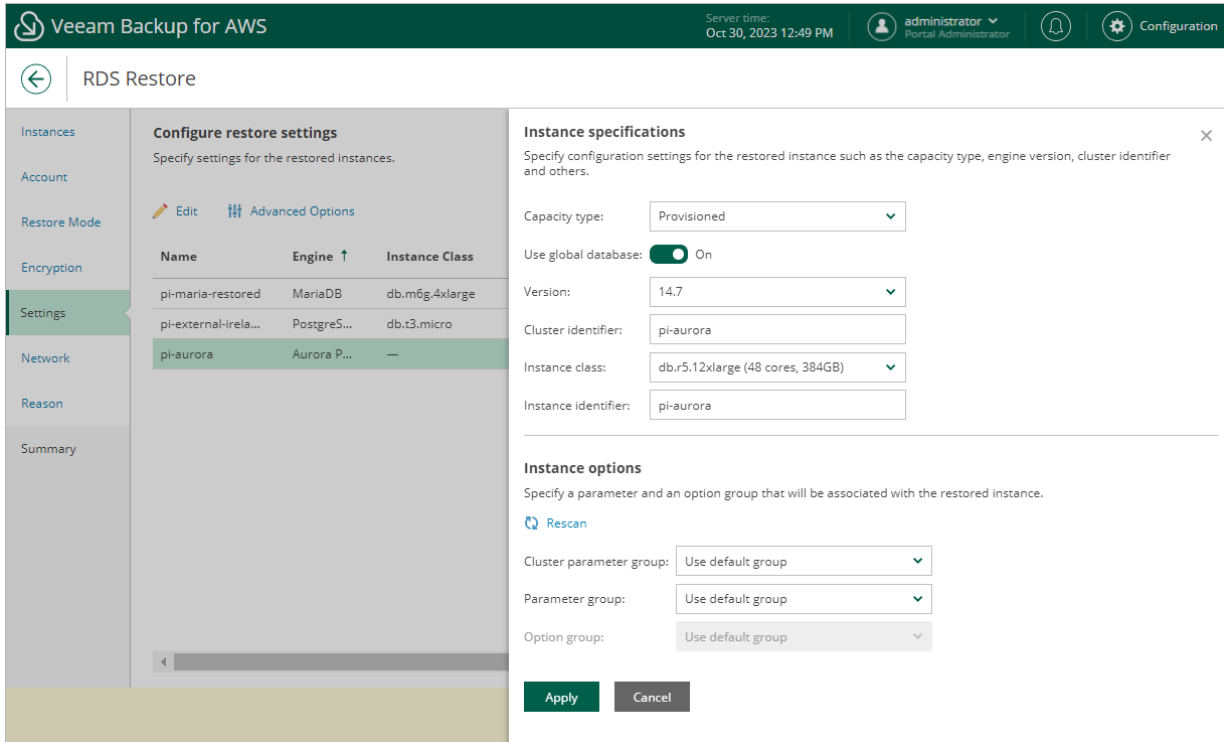 Veeam Backup for AWS
Server time:
Oct 30, 2023 12:49 PM
administrator
Portal Administrator
Configuration
RDS Restore
Instances
Account
Restore Mode
Encryption
Settings
Network
Reason
Summary
Configure restore settings
Specify settings for the restored instances.
Edit Advanced Options
Name Engine ↑ Instance Class
pi-maria-restored MariaDB db.m6g.4xlarge
pi-external-irela... PostgreS... db.t3.micro
pi-aurora Aurora P... —
Instance specifications
Specify configuration settings for the restored instance such as the capacity type, engine version, cluster identifier
and others.
Capacity type: Provisioned
Use global database: On
Version: 14.7
Cluster identifier: pi-aurora
Instance class: db.r5.12xlarge (48 cores, 384GB)
Instance identifier: pi-aurora
Instance options
Specify a parameter and an option group that will be associated with the restored instance.
Rescan
Cluster parameter group: Use default group
Parameter group: Use default group
Option group: Use default group
Apply Cancel